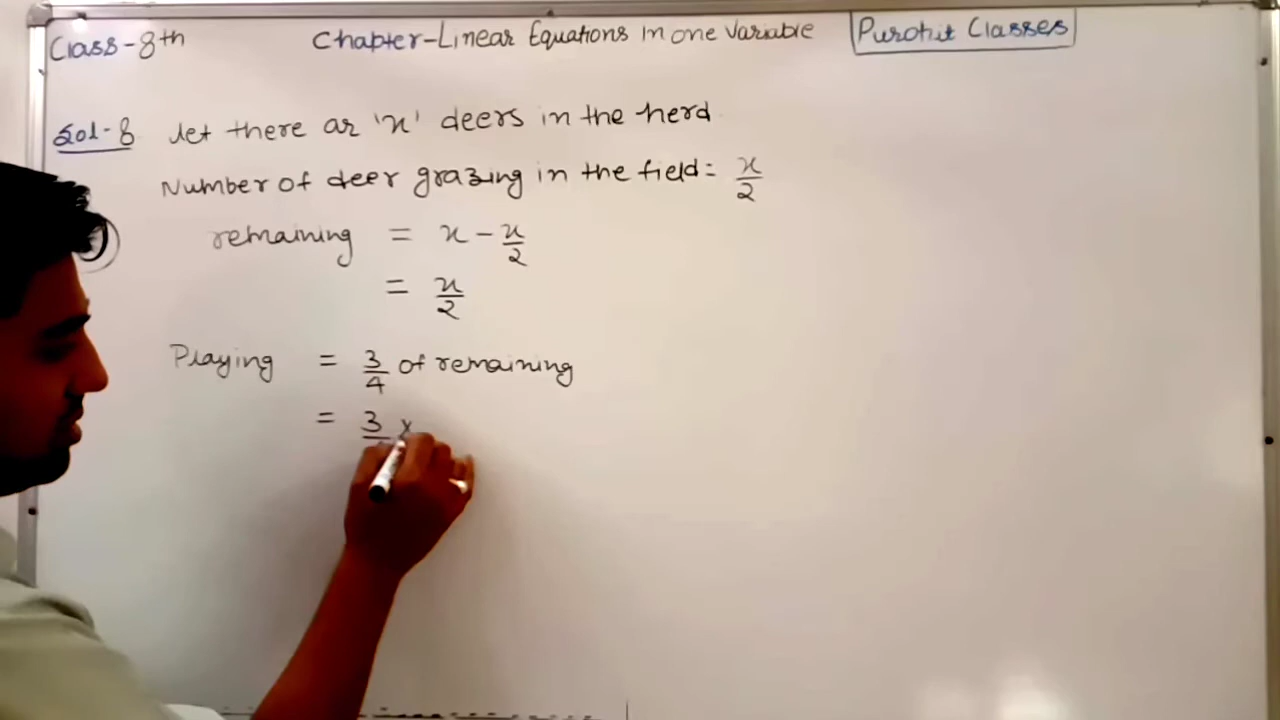 Class-8th Chapter-Linear Equations in one Variable Purohit Classes
Sol-8 let there ar 'x' deers in the herd
Number of deer grazing in the field = x/2
remaining = x - x/2
= x/2
Playing = 3/4 of remaining
= 3/ x